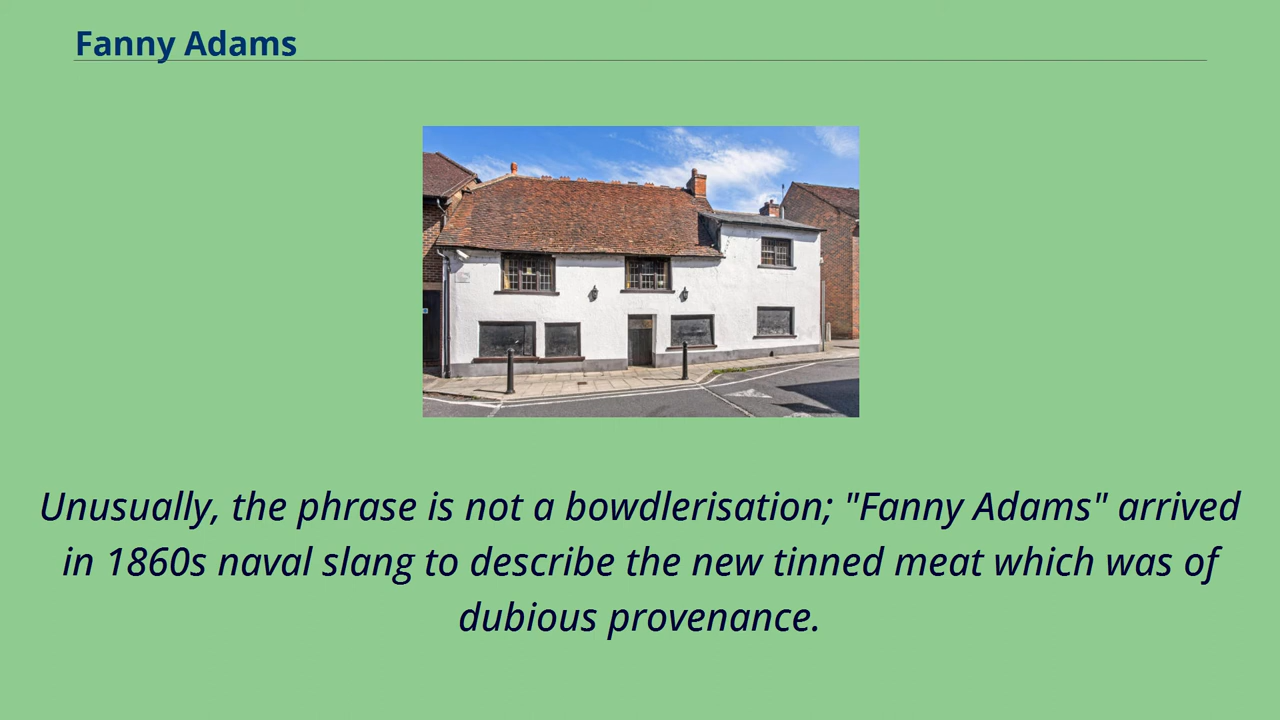 Fanny Adams
Unusually, the phrase is not a bowdlerisation; "Fanny Adams" arrived
in 1860s naval slang to describe the new tinned meat which was of
dubious provenance.